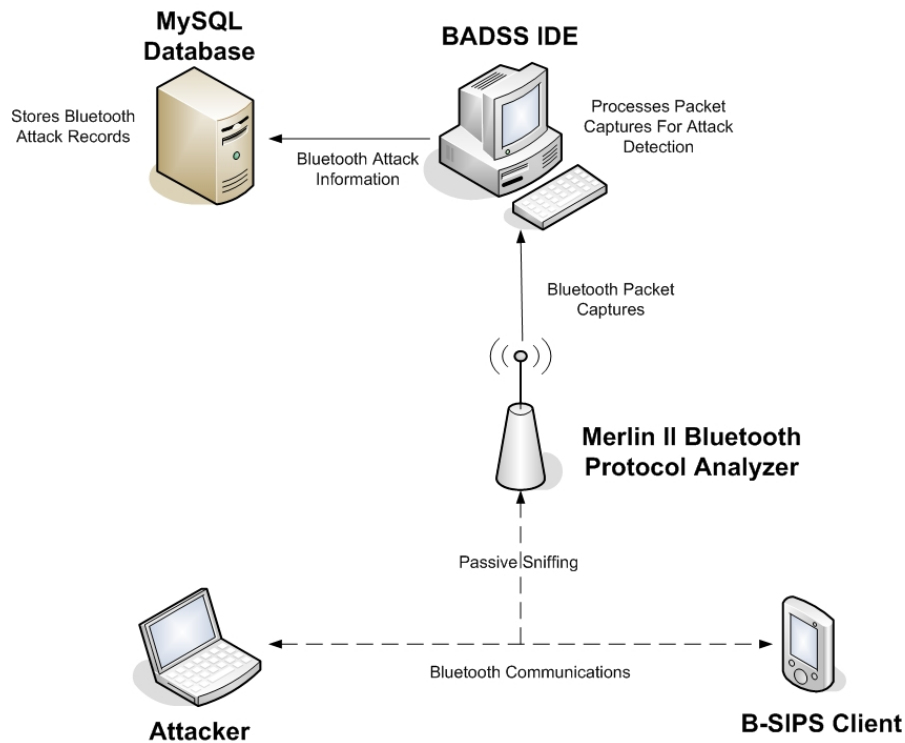 MySQL
Database
BADSS IDE
Stores Bluetooth
Attack Records
Processes Packet
Captures For Attack
Detection
Bluetooth Attack
Information
Bluetooth Packet
Captures
Merlin II Bluetooth
Protocol Analyzer
Passive Sniffing
Bluetooth Communications
Attacker
B-SIPS Client